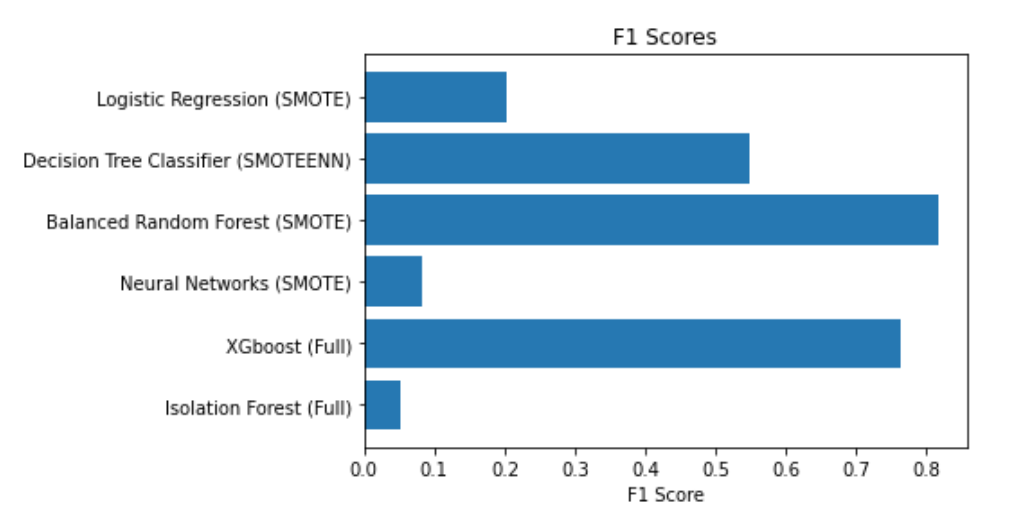 F1 Scores
Logistic Regression (SMOTE)
Decision Tree Classifier (SMOTEENN)
Balanced Random Forest (SMOTE)
Neural Networks (SMOTE)
XGboost (Full)
Isolation Forest (Full)
0.0 0.1 0.2 0.3 0.4 0.5 0.6 0.7 0.8
F1 Score